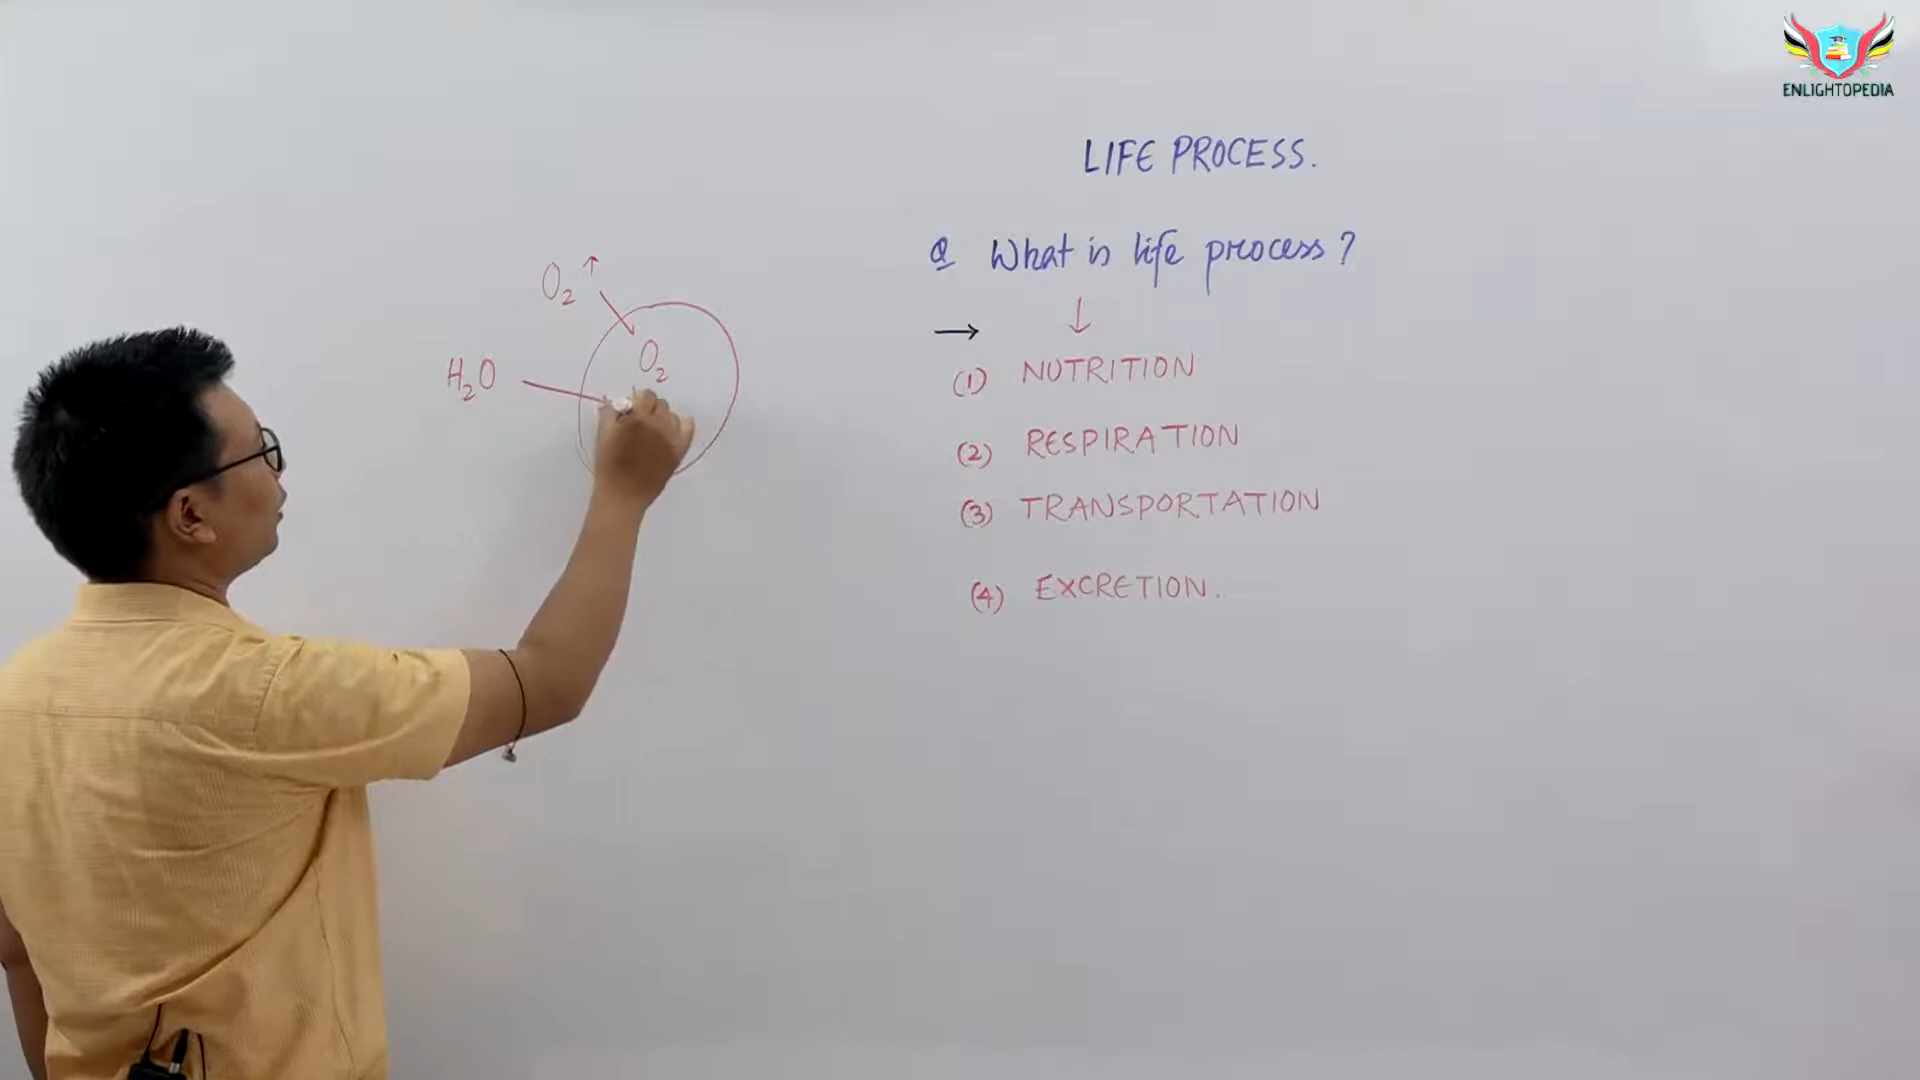 ENLIGHTOPEDIA
LIFE PROCESS.
Q What is life process?
→ ↓
(1) NUTRITION
(2) RESPIRATION
(3) TRANSPORTATION
(4) EXCRETION.
O₂ ↑
H₂O
O₂